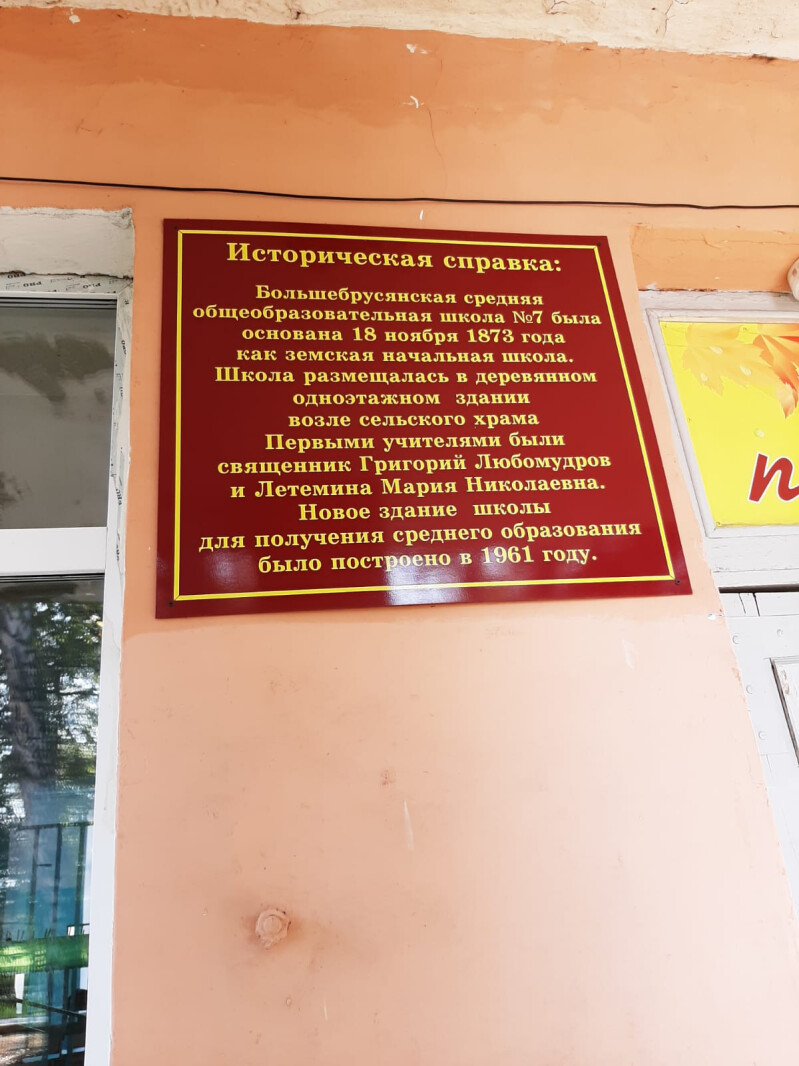 Историческая справка:
Большебрусянская средняя
общеобразовательная школа №7 была
основана 18 ноября 1873 года
как земская начальная школа.
Школа размещалась в деревянном
одноэтажном здании
возле сельского храма
Первыми учителями были
священник Григорий Любомудров
и Летемина Мария Николаевна.
Новое здание школы
для получения среднего образования
было построено в 1961 году.